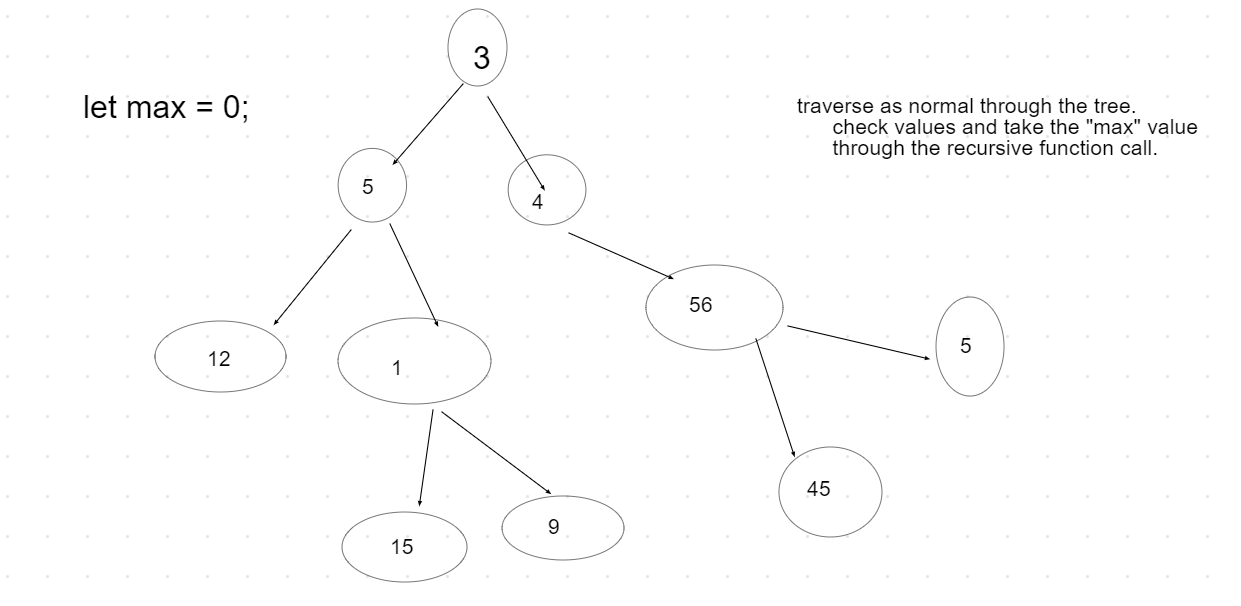 3
let max = 0;
traverse as normal through the tree.
check values and take the "max" value
through the recursive function call.
5
4
56
5
12
1
45
15
9